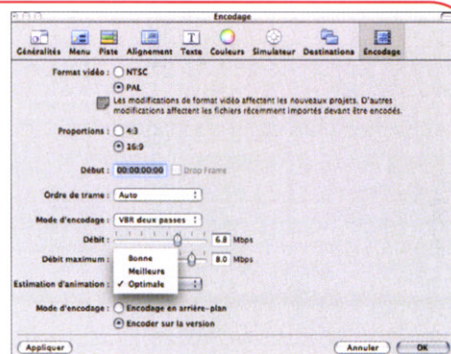 Encodage
Généralités Menu Piste Alignement Texte Couleurs Simulateur Destinations Encodage
Format vidéo : NTSC
PAL
Les modifications de format vidéo affectent les nouveaux projets. D'autres
modifications affectent les fichiers récemment importés devant être encodés.
Proportions : 4:3
16:9
Début : 00:00:00:00 Drop Frame
Ordre de trame : Auto
Mode d'encodage : VBR deux passes
Débit : 6.8 Mbps
Débit maximum : 8.0 Mbps
Bonne
Meilleure
Estimation d'animation : ✓ Optimale
Mode d'encodage : Encodage en arrière-plan
Encoder sur la version
Appliquer Annuler OK